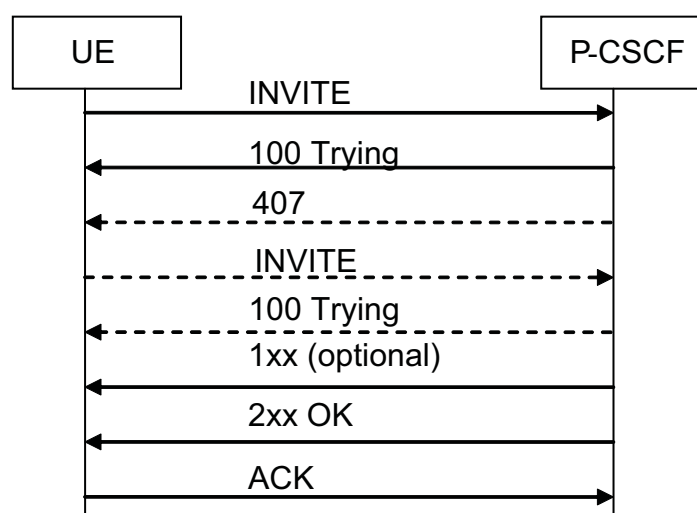 UE
P-CSCF
INVITE
100 Trying
407
INVITE
100 Trying
1xx (optional)
2xx OK
ACK